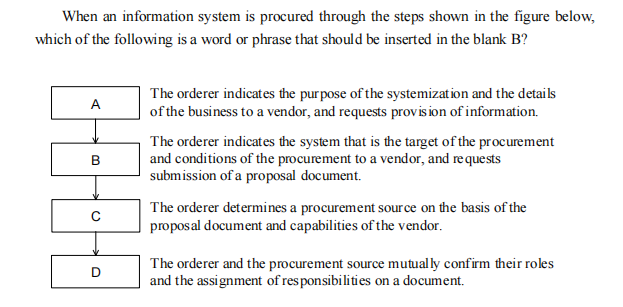 When an information system is procured through the steps shown in the figure below,
which of the following is a word or phrase that should be inserted in the blank B?
A
The orderer indicates the purpose of the systemization and the details
of the business to a vendor, and requests provision of information.
B
The orderer indicates the system that is the target of the procurement
and conditions of the procurement to a vendor, and requests
submission of a proposal document.
C
The orderer determines a procurement source on the basis of the
proposal document and capabilities of the vendor.
D
The orderer and the procurement source mutually confirm their roles
and the assignment of responsibilities on a document.